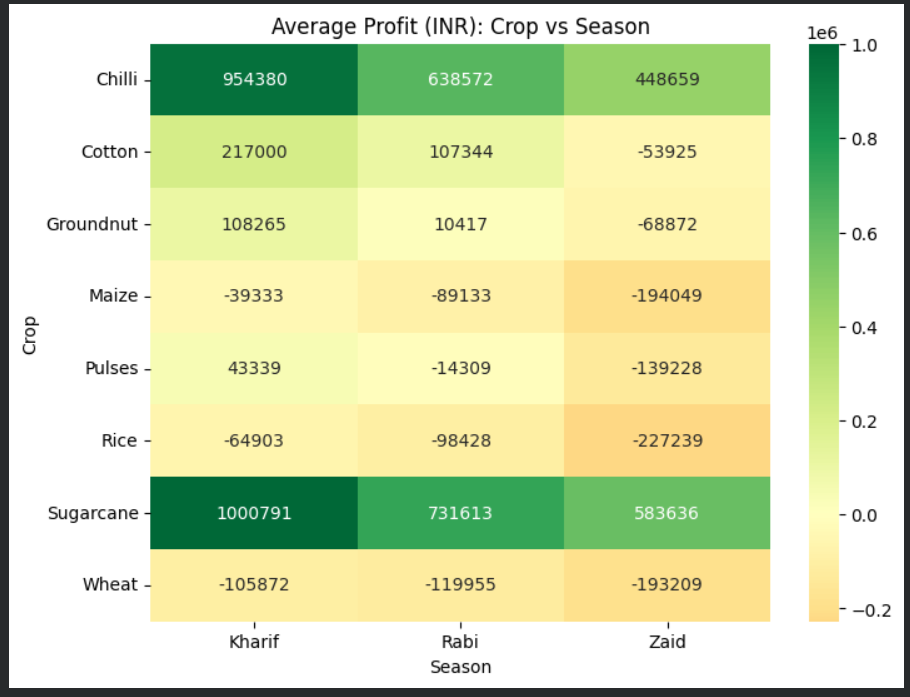 Average Profit (INR): Crop vs Season
1e6
Chilli 954380 638572 448659 1.0
Cotton 217000 107344 -53925 0.8
Groundnut 108265 10417 -68872 0.6
Maize -39333 -89133 -194049 0.4
Crop
Pulses 43339 -14309 -139228 0.2
Rice -64903 -98428 -227239
Sugarcane 1000791 731613 583636 0.0
Wheat -105872 -119955 -193209 −0.2
Kharif Rabi Zaid
Season